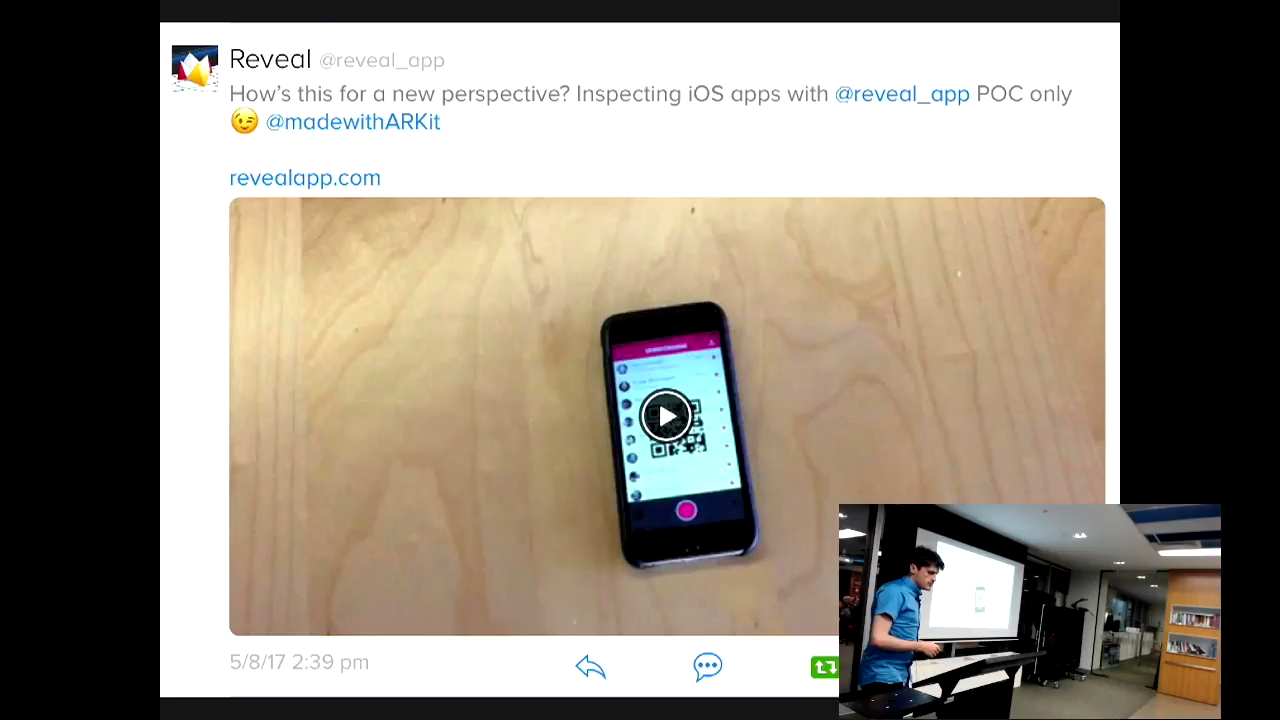 Reveal @reveal_app
How's this for a new perspective? Inspecting iOS apps with @reveal_app POC only
😉 @madewithARKit
revealapp.com
5/8/17 2:39 pm